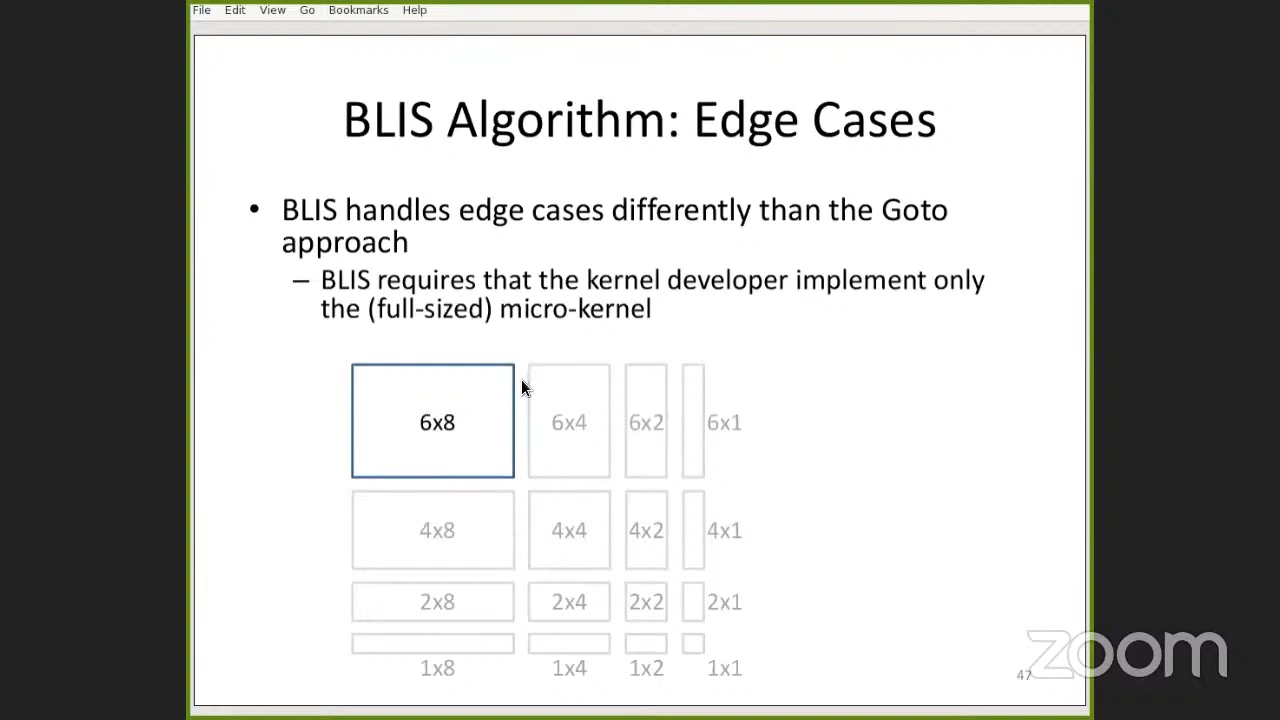 File Edit View Go Bookmarks Help
BLIS Algorithm: Edge Cases
• BLIS handles edge cases differently than the Goto
approach
– BLIS requires that the kernel developer implement only
the (full-sized) micro-kernel
6x8 6x4 6x2 6x1
4x8 4x4 4x2 4x1
2x8 2x4 2x2 2x1
1x8 1x4 1x2 1x1
47
zoom